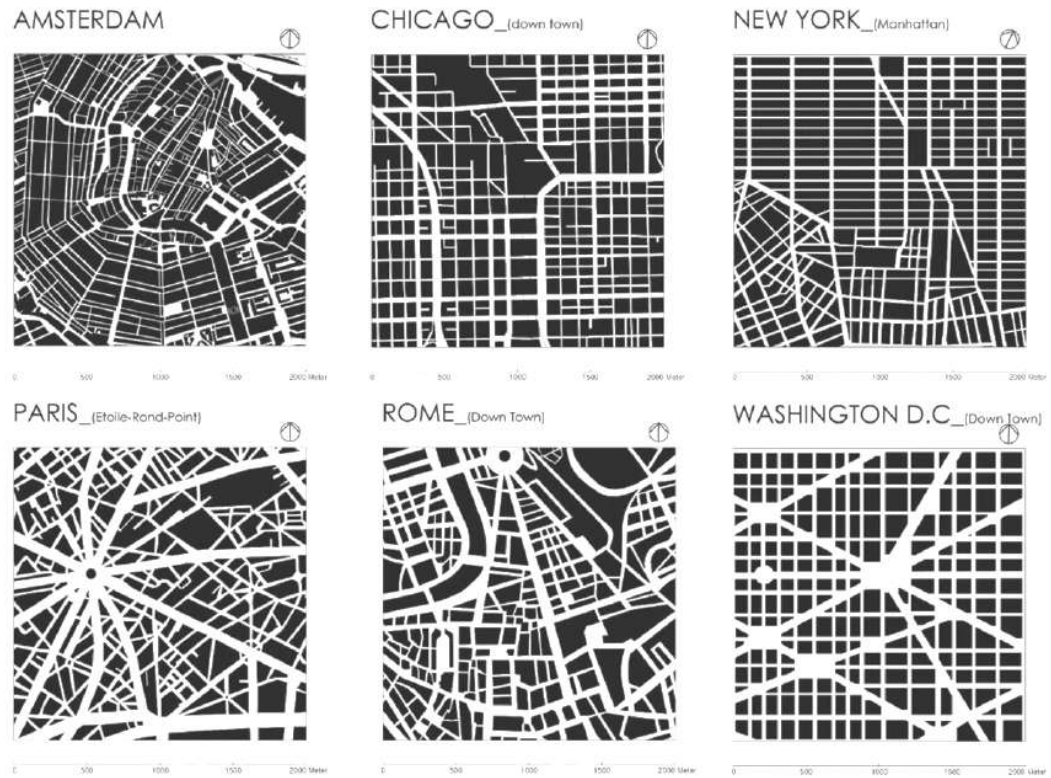 AMSTERDAM
CHICAGO_(down town)
NEW YORK_(Manhattan)
0 500 1000 1500 2000 Meter
0 500 1000 1500 2000 Meter
0 500 1000 1500 2000 Meter
PARIS_(Etoile-Rond-Point)
ROME_(Down Town)
WASHINGTON D.C_(Down Town)
0 500 1000 1500 2000 Meter
0 500 1000 1500 2000 Meter
0 500 1000 1500 2000 Meter